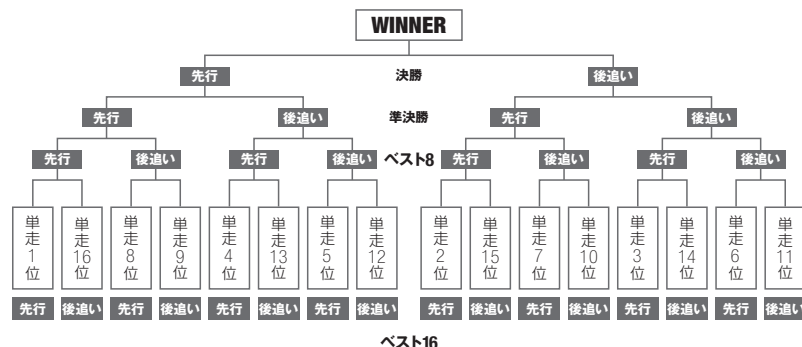 WINNER
先行 決勝 後追い
先行 後追い 準決勝 先行 後追い
先行 後追い 先行 後追い ベスト8 先行 後追い 先行 後追い
単走1位 単走16位 単走8位 単走9位 単走4位 単走13位 単走5位 単走12位 単走2位 単走15位 単走7位 単走10位 単走3位 単走14位 単走6位 単走11位
先行 後追い 先行 後追い 先行 後追い 先行 後追い 先行 後追い 先行 後追い 先行 後追い 先行 後追い
ベスト16